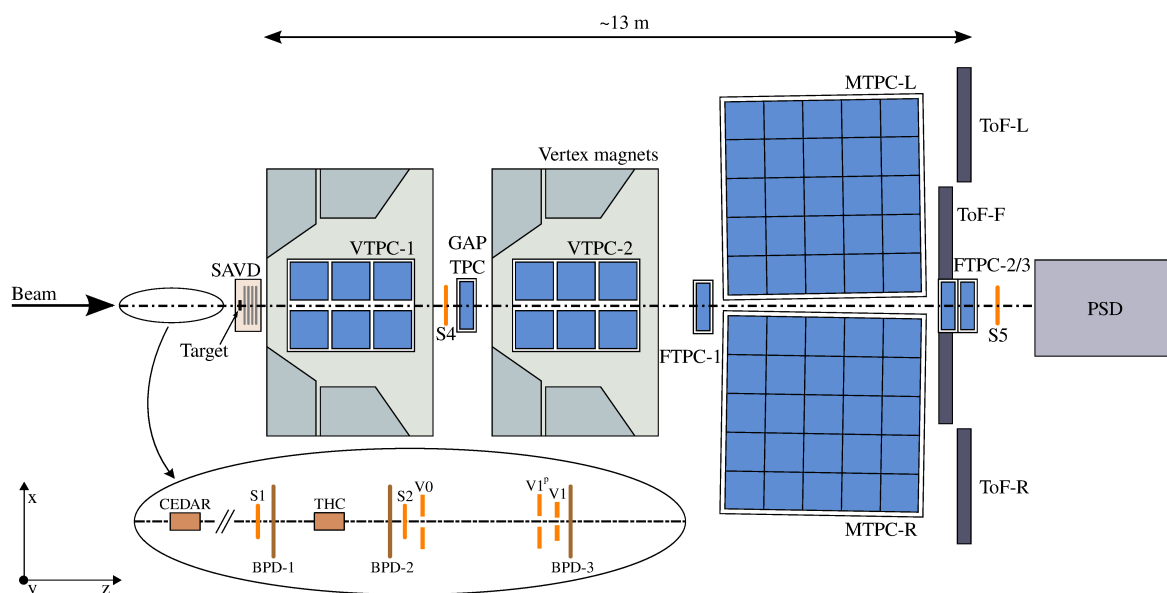 ~13 m
MTPC-L
ToF-L
Vertex magnets
ToF-F
VTPC-1
GAP
TPC
VTPC-2
SAVD
FTPC-2/3
Beam
PSD
Target
S4
FTPC-1
S5
x
CEDAR
S1
THC
S2
V0
V1p
V1
ToF-R
MTPC-R
BPD-1
BPD-2
BPD-3
y
z